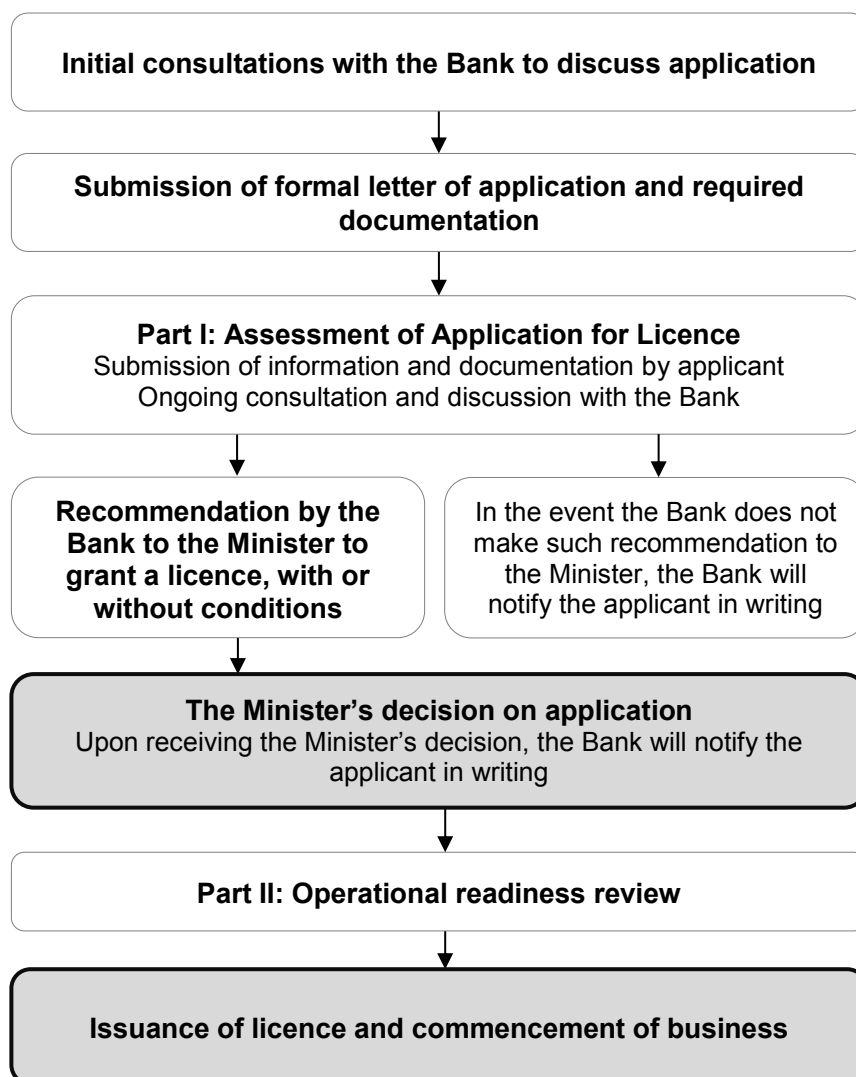 Initial consultations with the Bank to discuss application
Submission of formal letter of application and required
documentation
Part I: Assessment of Application for Licence
Submission of information and documentation by applicant
Ongoing consultation and discussion with the Bank
Recommendation by the
Bank to the Minister to
grant a licence, with or
without conditions
In the event the Bank does not
make such recommendation to
the Minister, the Bank will
notify the applicant in writing
The Minister’s decision on application
Upon receiving the Minister’s decision, the Bank will notify the
applicant in writing
Part II: Operational readiness review
Issuance of licence and commencement of business